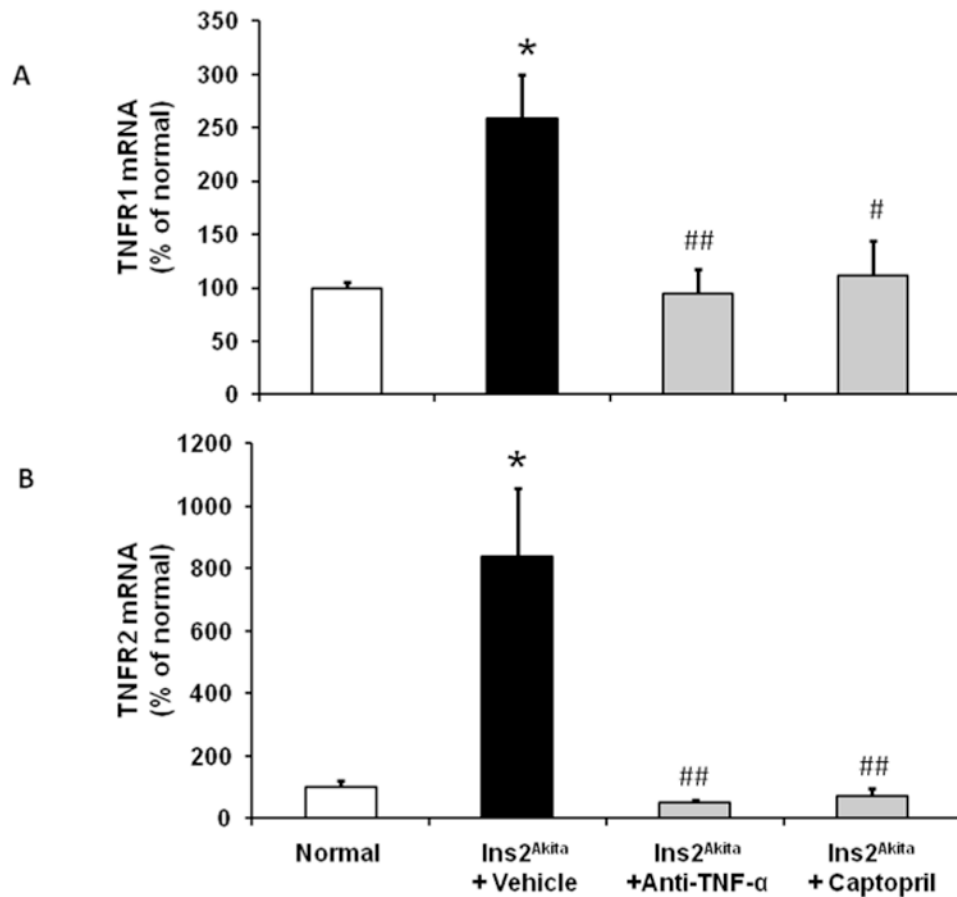 A
TNFR1 mRNA
(% of normal)
350
300
250
200
150
100
50
0
*
##
#
B
TNFR2 mRNA
(% of normal)
1200
1000
800
600
400
200
0
*
##
##
Normal
Ins2Akita
+ Vehicle
Ins2Akita
+Anti-TNF-α
Ins2Akita
+ Captopril